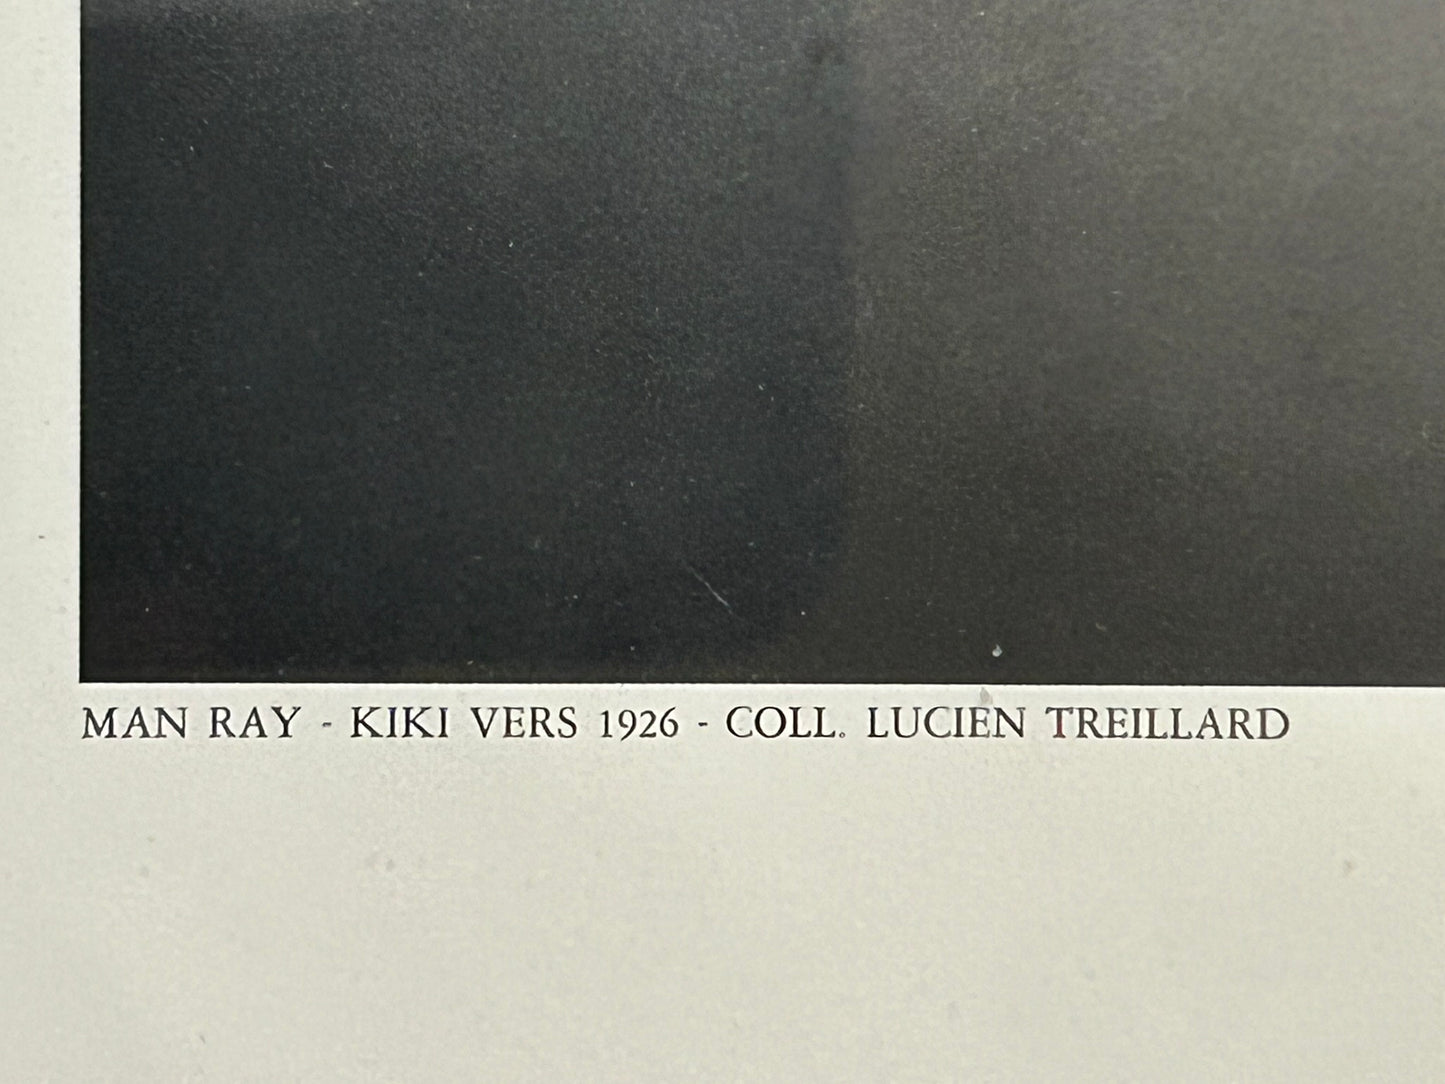 MAN RAY - KIKI VERS 1926 - COLL. LUCIEN TREILLARD